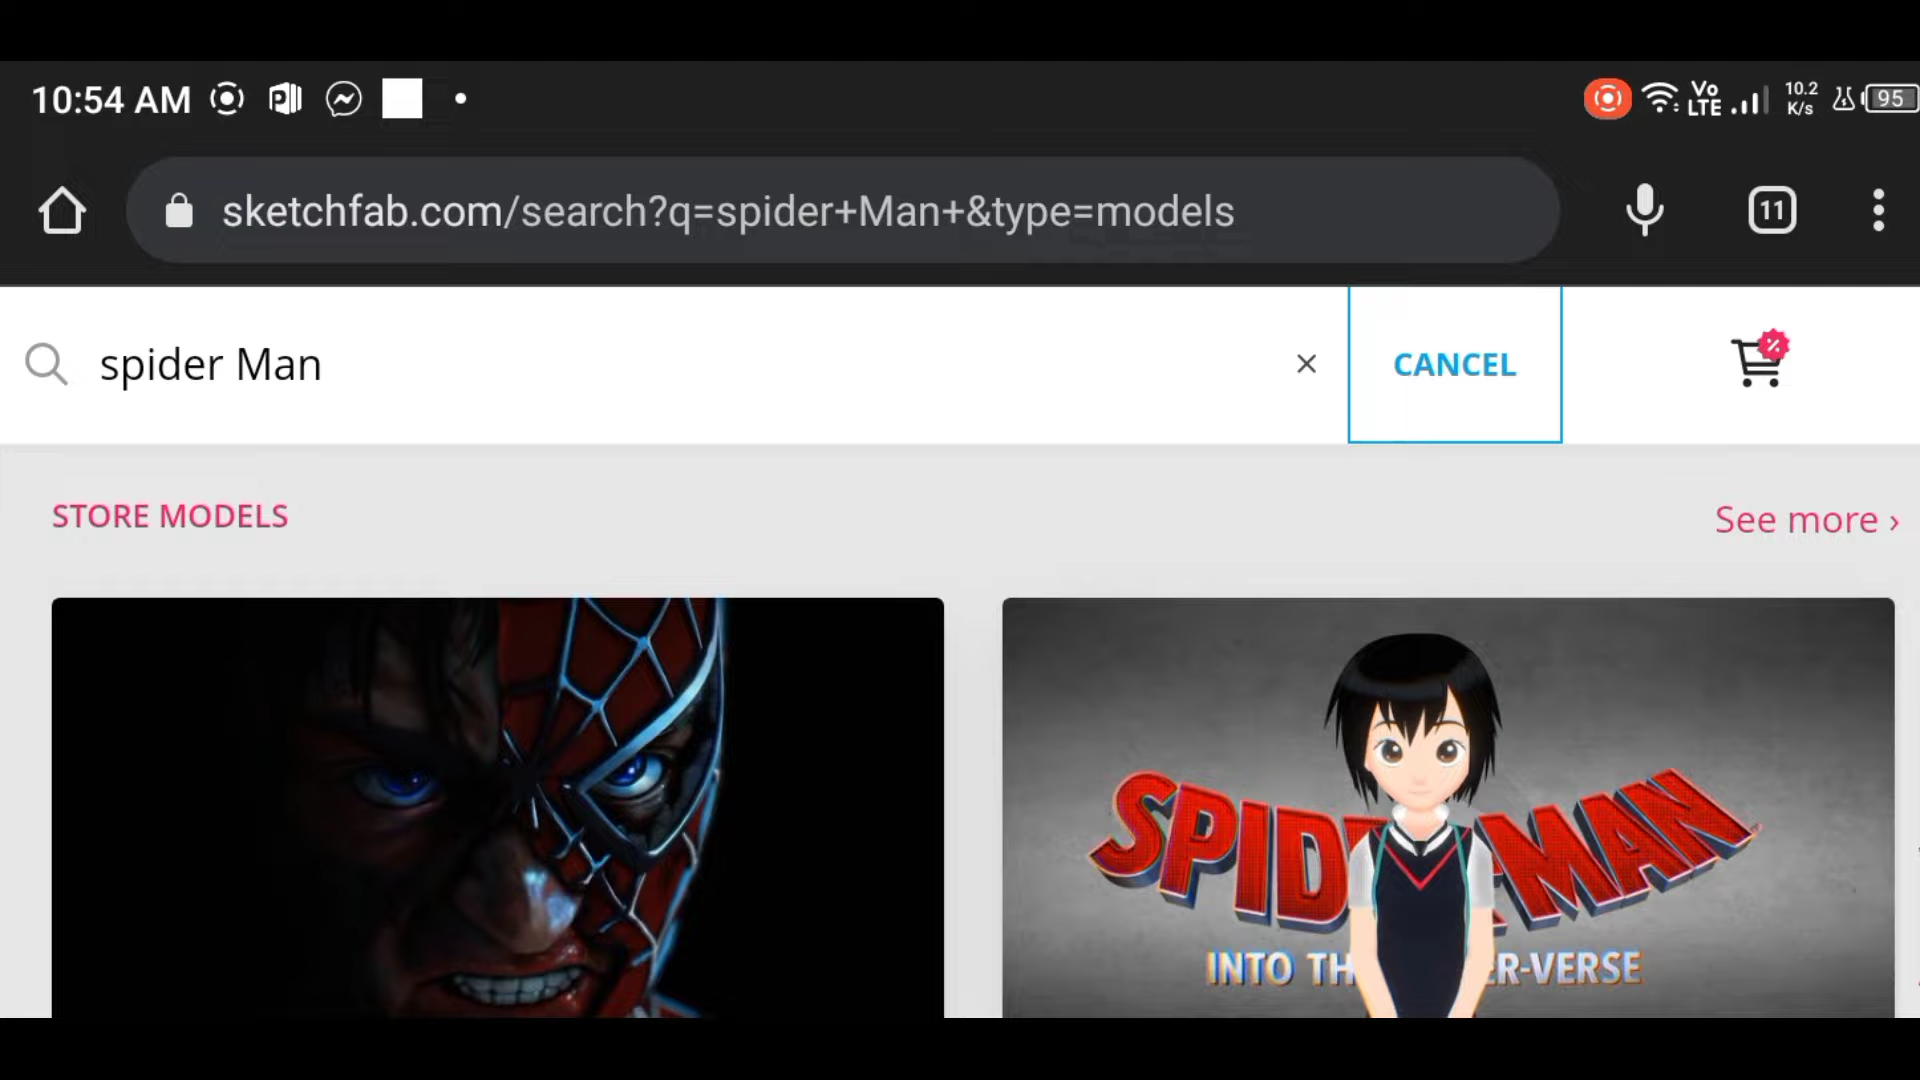 10:54 AM
Vo LTE
10.2 K/s
95
sketchfab.com/search?q=spider+Man+&type=models
11
spider Man
×
CANCEL
%
STORE MODELS
See more ›
SPID MAN
INTO TH ER-VERSE